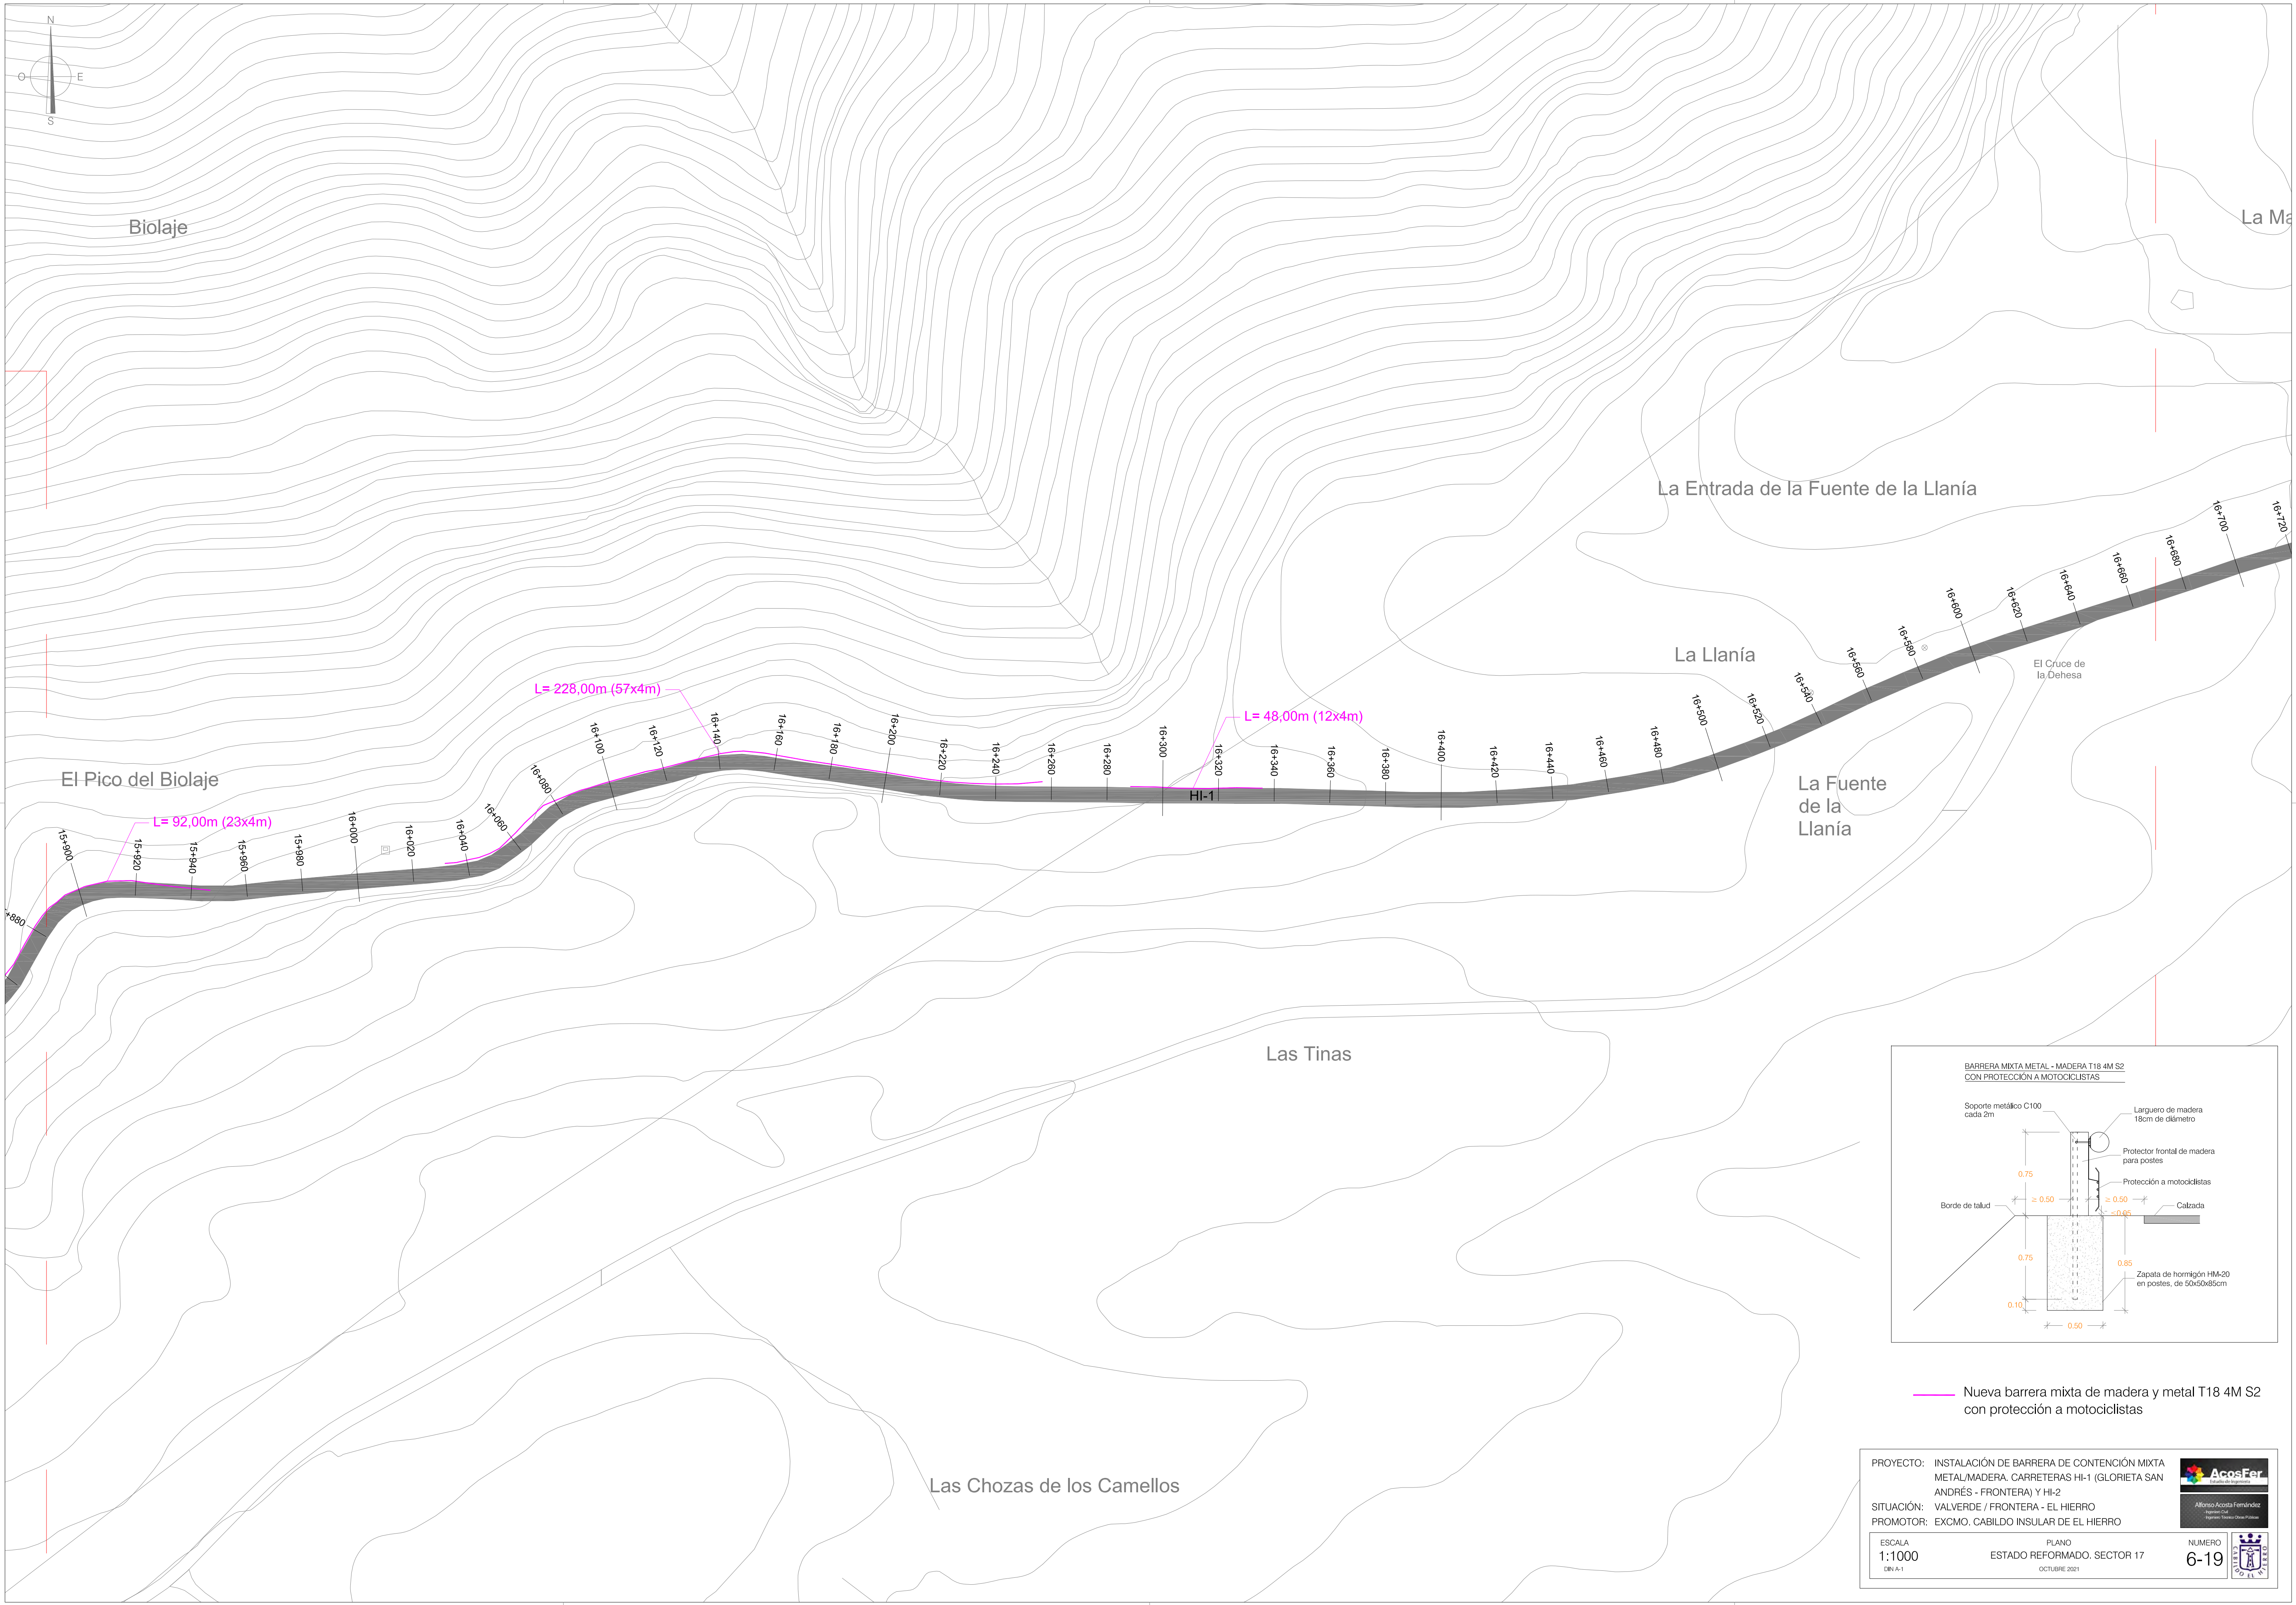 N
O
E
S
Biolaje
La Ma
La Entrada de la Fuente de la Llanía
La Llanía
El Cruce de
la Dehesa
La Fuente
de la
Llanía
El Pico del Biolaje
Las Tinas
Las Chozas de los Camellos
L= 228,00m (57x4m)
L= 48,00m (12x4m)
L= 92,00m (23x4m)
HI-1
+880
15+900
15+920
15+940
15+960
15+980
16+000
16+020
16+040
16+060
16+080
16+100
16+120
16+140
16+160
16+180
16+200
16+220
16+240
16+260
16+280
16+300
16+320
16+340
16+360
16+380
16+400
16+420
16+440
16+460
16+480
16+500
16+520
16+540
16+560
16+580
16+600
16+620
16+640
16+660
16+680
16+700
16+720
BARRERA MIXTA METAL - MADERA T18 4M S2
CON PROTECCIÓN A MOTOCICLISTAS
Soporte metálico C100
cada 2m
Larguero de madera
18cm de diámetro
Protector frontal de madera
para postes
0.75
Protección a motociclistas
≥ 0.50
≥ 0.50
Borde de talud
Calzada
0.75
0.85
Zapata de hormigón HM-20
en postes, de 50x50x85cm
0.10
0.50
Nueva barrera mixta de madera y metal T18 4M S2
con protección a motociclistas
PROYECTO: INSTALACIÓN DE BARRERA DE CONTENCIÓN MIXTA
METAL/MADERA. CARRETERAS HI-1 (GLORIETA SAN
ANDRÉS - FRONTERA) Y HI-2
SITUACIÓN: VALVERDE / FRONTERA - EL HIERRO
PROMOTOR: EXCMO. CABILDO INSULAR DE EL HIERRO
AcosFer
Estudio de Ingeniería
Alfonso Acosta Fernández
- Ingeniero Civil
- Ingeniero Técnico Obras Públicas
ESCALA
1:1000
DIN A-1
PLANO
ESTADO REFORMADO. SECTOR 17
OCTUBRE 2021
NUMERO
6-19
CABILDO EL HIERRO